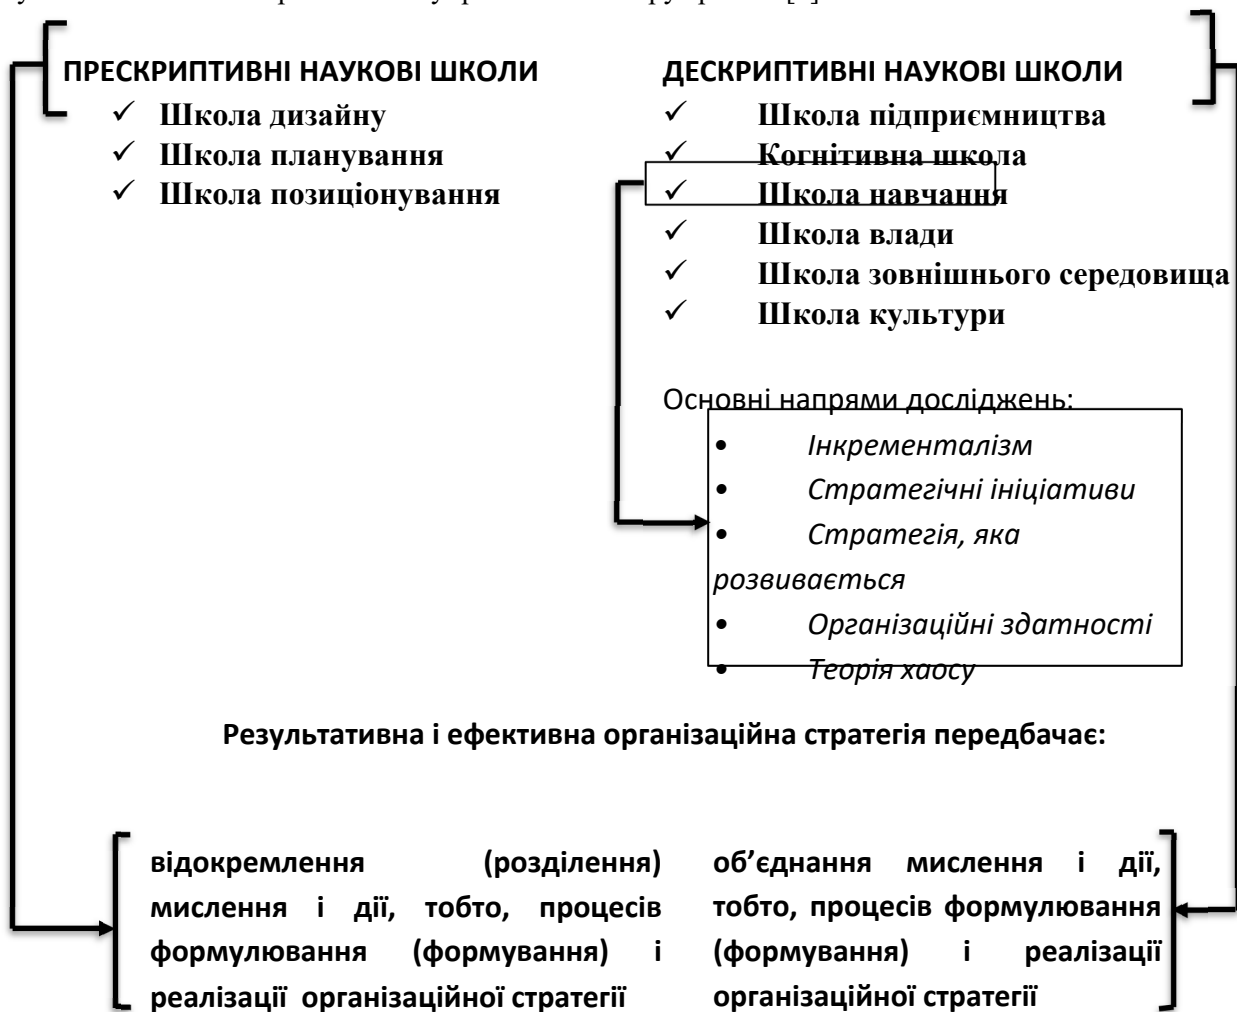 ПРЕСКРИПТИВНІ НАУКОВІ ШКОЛИ
✓ Школа дизайну
✓ Школа планування
✓ Школа позиціонування
ДЕСКРИПТИВНІ НАУКОВІ ШКОЛИ
✓ Школа підприємництва
✓ Когнітивна школа
✓ Школа навчання
✓ Школа влади
✓ Школа зовнішнього середовища
✓ Школа культури
Основні напрями досліджень:
• Інкременталізм
• Стратегічні ініціативи
• Стратегія, яка
розвивається
• Організаційні здатності
• Теорія хаосу
Результативна і ефективна організаційна стратегія передбачає:
відокремлення (розділення)
мислення і дії, тобто, процесів
формулювання (формування) і
реалізації організаційної стратегії
об’єднання мислення і дії,
тобто, процесів формулювання
(формування) і реалізації
організаційної стратегії